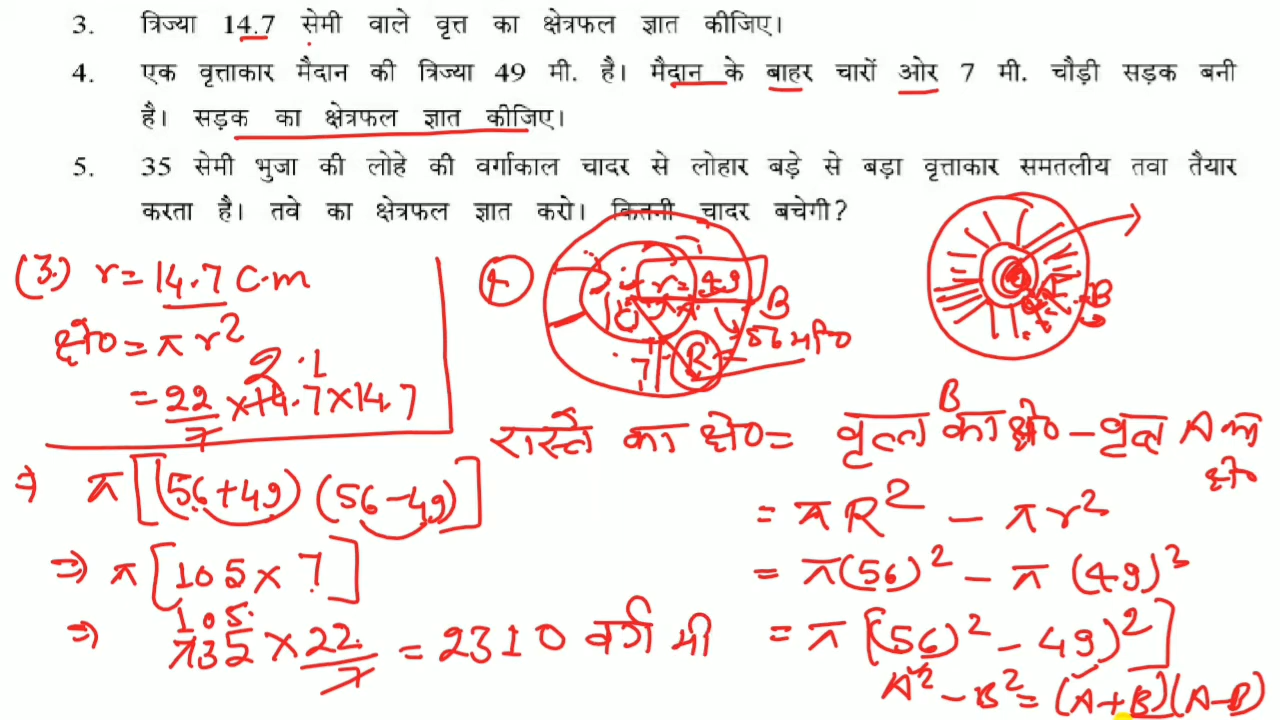 3. त्रिज्या 14.7 सेमी वाले वृत्त का क्षेत्रफल ज्ञात कीजिए।
4. एक वृत्ताकार मैदान की त्रिज्या 49 मी. है। मैदान के बाहर चारों ओर 7 मी. चौड़ी सड़क बनी
है। सड़क का क्षेत्रफल ज्ञात कीजिए।
5. 35 सेमी भुजा की लोहे की वर्गाकाल चादर से लोहार बड़े से बड़ा वृत्ताकार समतलीय तवा तैयार
करता है। तवे का क्षेत्रफल ज्ञात करो। कितनी चादर बचेगी?
(3.) r = 14.7 c.m
क्षे० = π r²
2.1
= 22/7 × 14.7 × 14.7
⇒ π [(56+49) (56-49)]
⇒ π [105 × 7]
105
⇒ 735 × 22/7 = 2310 वर्ग मी
4
r = 49
A
B
7
R = 56 मी०
B
रास्ते का क्षे० = वृत्त B का क्षे० - वृत्त A का क्षे०
= π R² - π r²
= π(56)² - π (49)²
= π [(56)² - 49)²]
A² - B² = (A+B)(A-B)